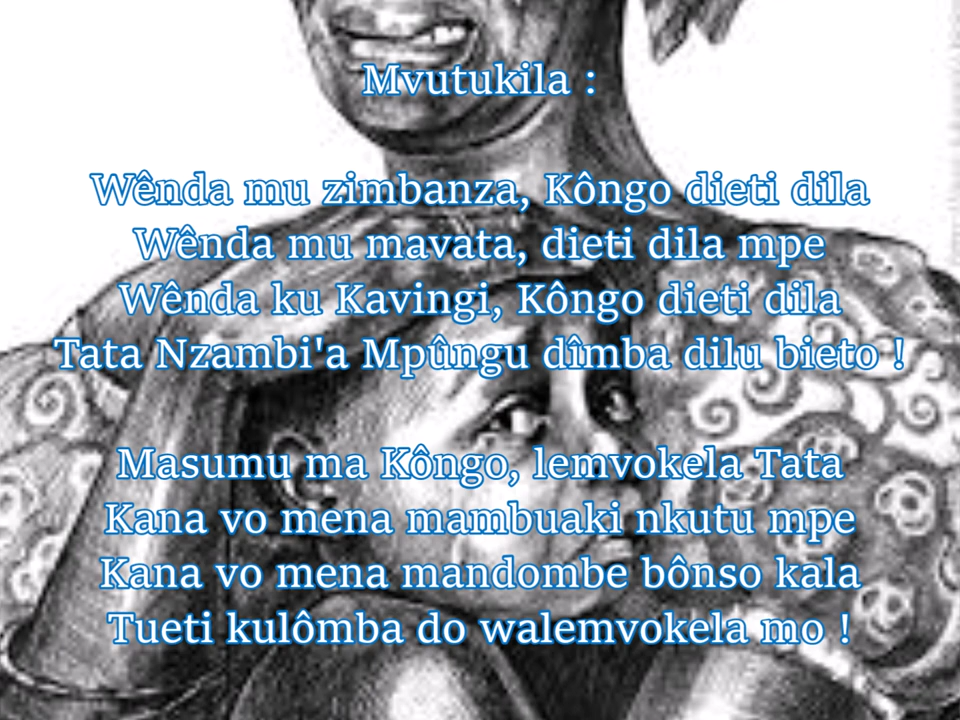 Mvutukila :
Wênda mu zimbanza, Kôngo dieti dila
Wênda mu mavata, dieti dila mpe
Wênda ku Kavingi, Kôngo dieti dila
Tata Nzambi'a Mpûngu dîmba dilu bieto !
Masumu ma Kôngo, lemvokela Tata
Kana vo mena mambuaki nkutu mpe
Kana vo mena mandombe bônso kala
Tueti kulômba do walemvokela mo !